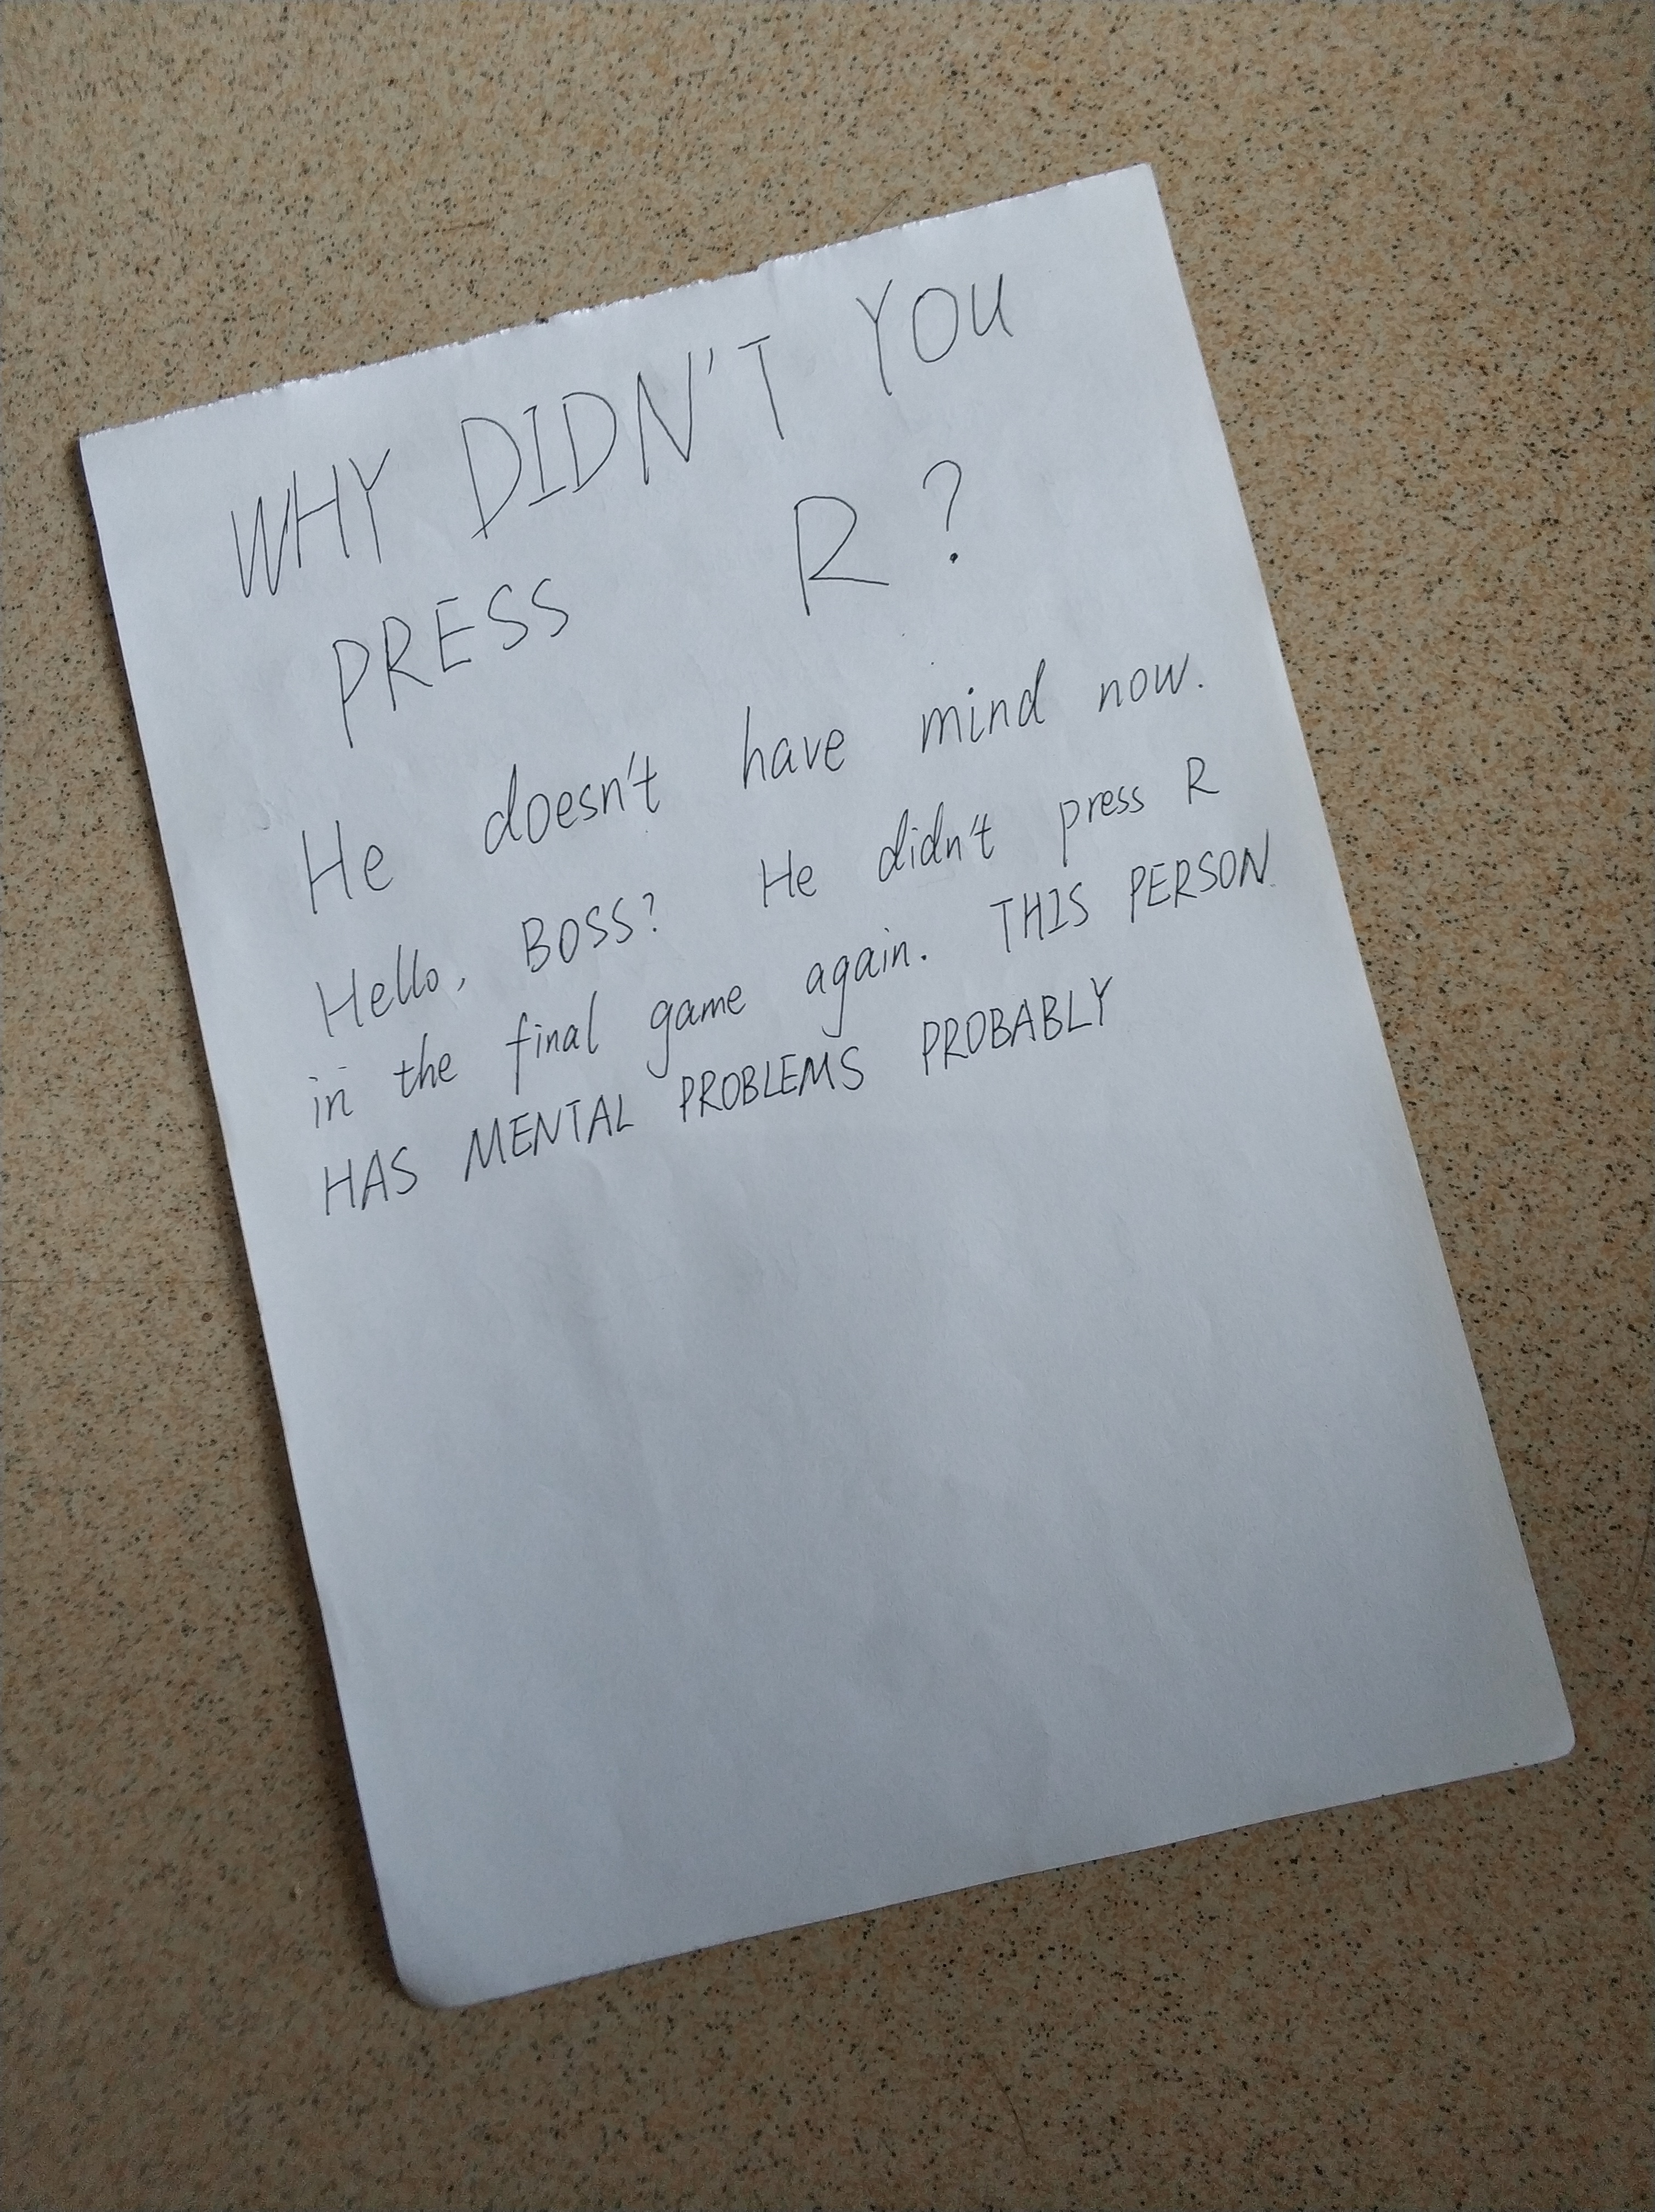 WHY DIDN'T YOU
PRESS R ?
He doesn't have mind now.
Hello, BOSS? He didn't press R
in the final game again. THIS PERSON
HAS MENTAL PROBLEMS PROBABLY